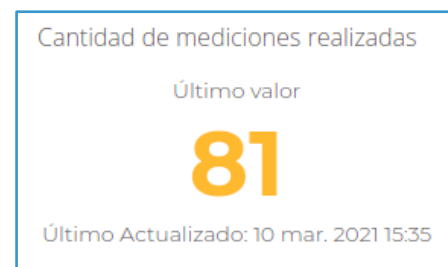 Cantidad de mediciones realizadas
Último valor
81
Último Actualizado: 10 mar. 2021 15:35